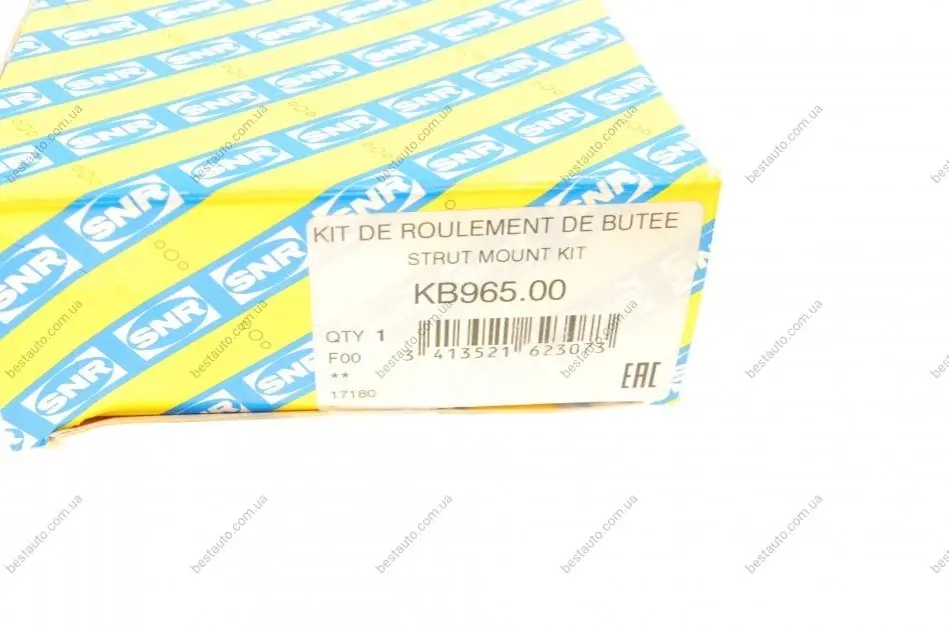 SNR
KIT DE ROULEMENT DE BUTEE
STRUT MOUNT KIT
KB965.00
QTY 1
F00
**
17180
3 413521 623073
EAC
bestauto.com.ua